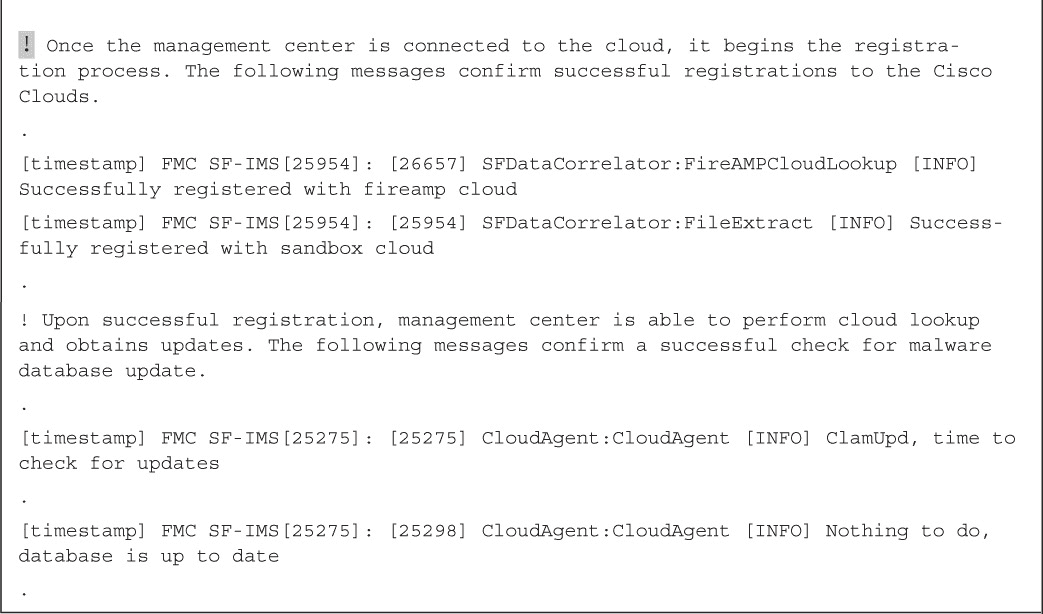 ! Once the management center is connected to the cloud, it begins the registra-
tion process. The following messages confirm successful registrations to the Cisco
Clouds.
.
[timestamp] FMC SF-IMS[25954]: [26657] SFDataCorrelator:FireAMPCloudLookup [INFO]
Successfully registered with fireamp cloud
[timestamp] FMC SF-IMS[25954]: [25954] SFDataCorrelator:FileExtract [INFO] Success-
fully registered with sandbox cloud
.
! Upon successful registration, management center is able to perform cloud lookup
and obtains updates. The following messages confirm a successful check for malware
database update.
.
[timestamp] FMC SF-IMS[25275]: [25275] CloudAgent:CloudAgent [INFO] ClamUpd, time to
check for updates
.
[timestamp] FMC SF-IMS[25275]: [25298] CloudAgent:CloudAgent [INFO] Nothing to do,
database is up to date
.